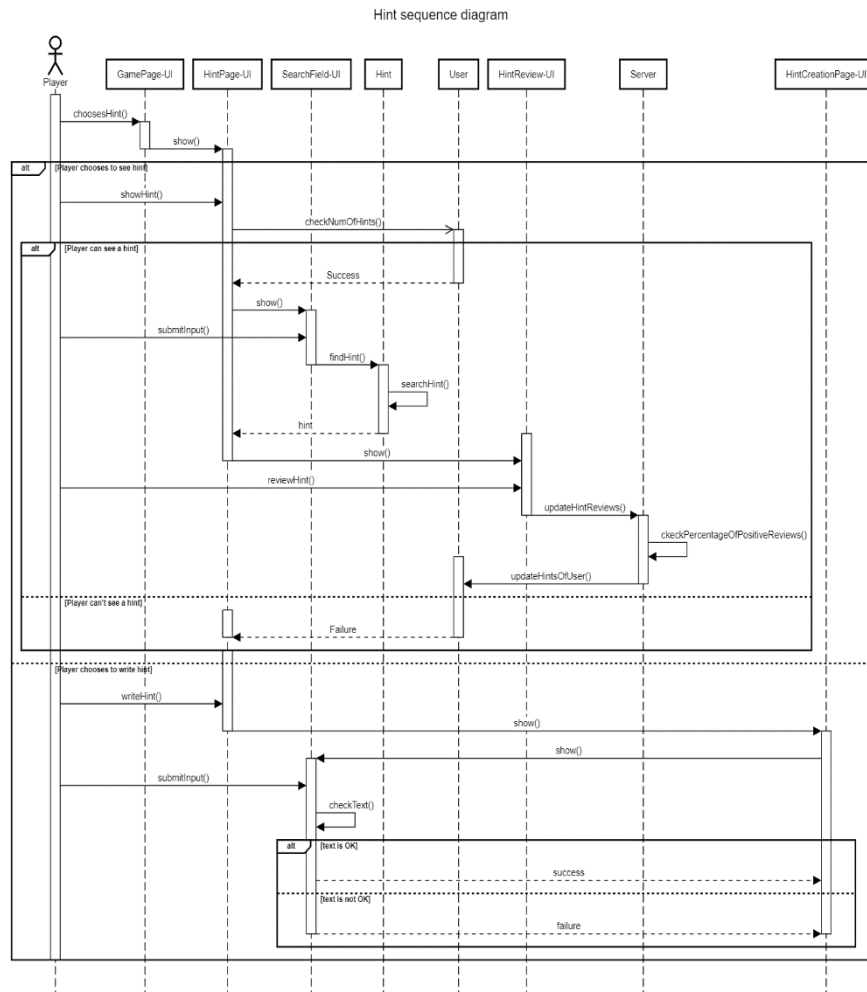 Hint sequence diagram
Player
GamePage-UI
HintPage-UI
SearchField-UI
Hint
User
HintReview-UI
Server
HintCreationPage-UI
choosesHint()
show()
alt
[Player chooses to see hint]
showHint()
checkNumOfHints()
alt
[Player can see a hint]
Success
show()
submitInput()
findHint()
searchHint()
hint
show()
reviewHint()
updateHintReviews()
ckeckPercentageOfPositiveReviews()
updateHintsOfUser()
[Player can't see a hint]
Failure
[Player chooses to write hint]
writeHint()
show()
show()
submitInput()
checkText()
alt
[text is OK]
success
[text is not OK]
failure